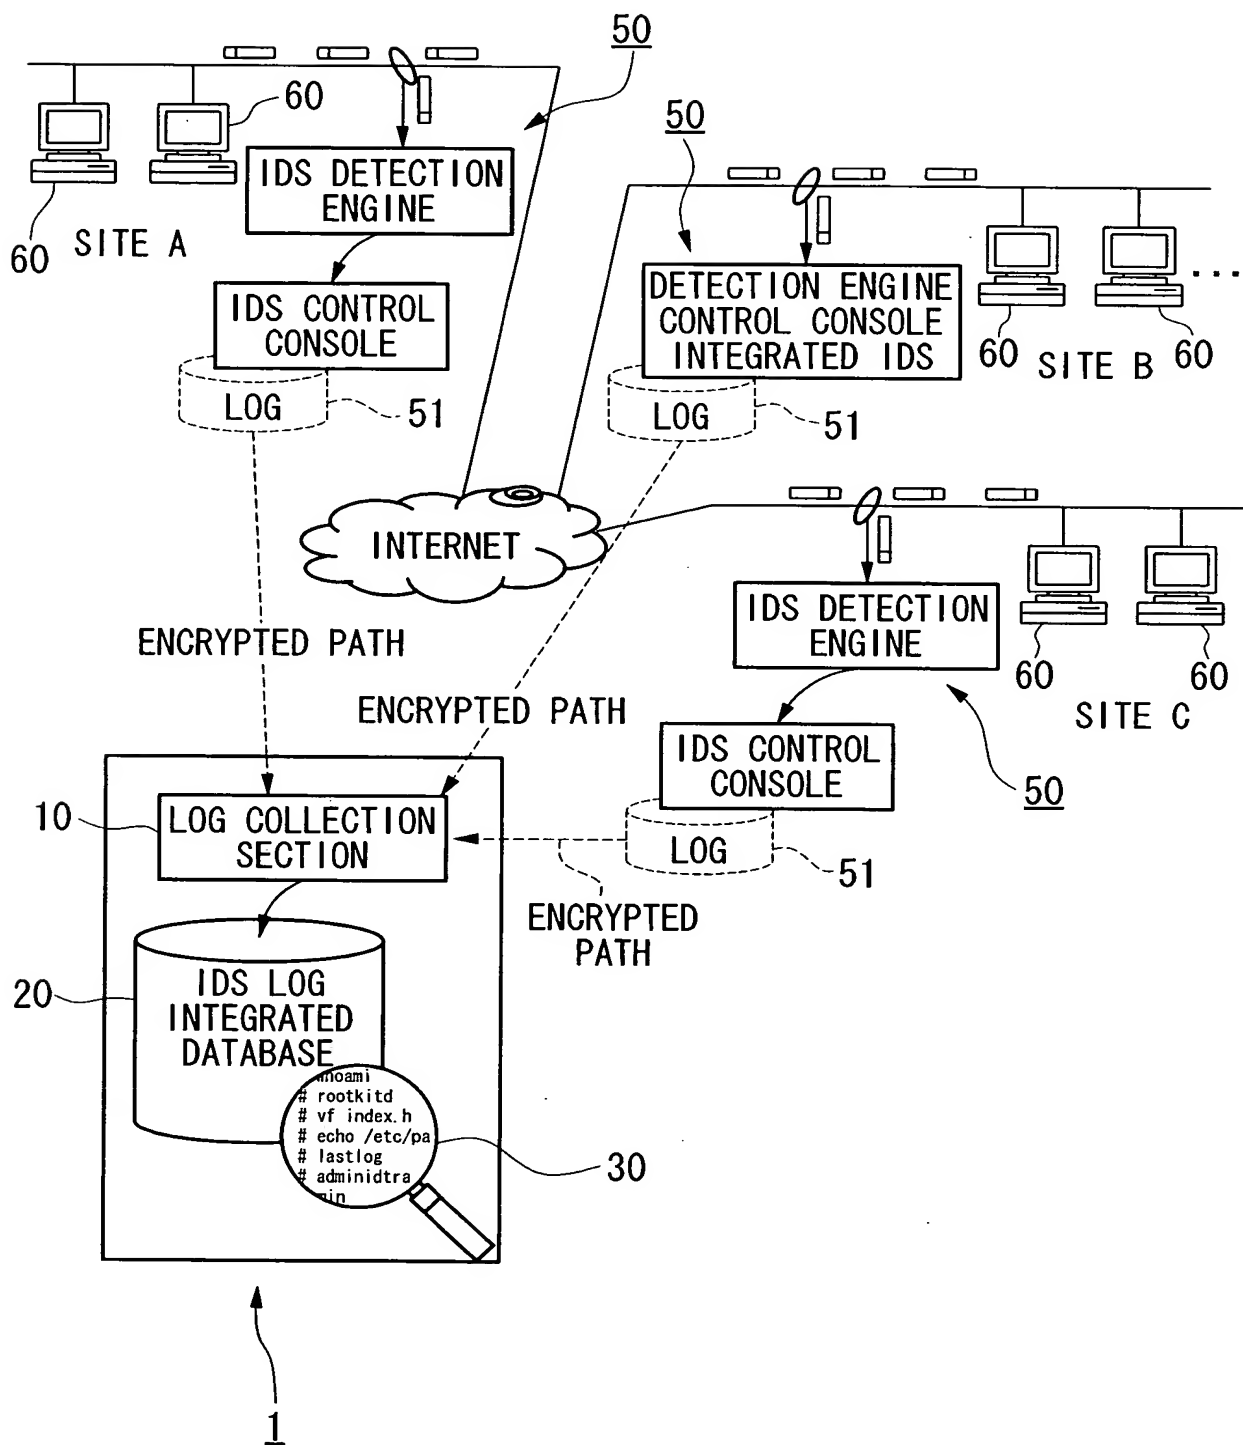 50
60
50
IDS DETECTION
ENGINE
60
SITE A
DETECTION ENGINE
CONTROL CONSOLE
INTEGRATED IDS
...
IDS CONTROL
CONSOLE
60
60
SITE B
LOG
51
LOG
51
INTERNET
IDS DETECTION
ENGINE
ENCRYPTED PATH
60
60
ENCRYPTED PATH
SITE C
IDS CONTROL
CONSOLE
50
10
LOG COLLECTION
SECTION
LOG
51
ENCRYPTED
PATH
20
IDS LOG
INTEGRATED
DATABASE
whoami
# rootkitd
# vf index.h
# echo /etc/pa
# lastlog
# adminidtra
min
30
1